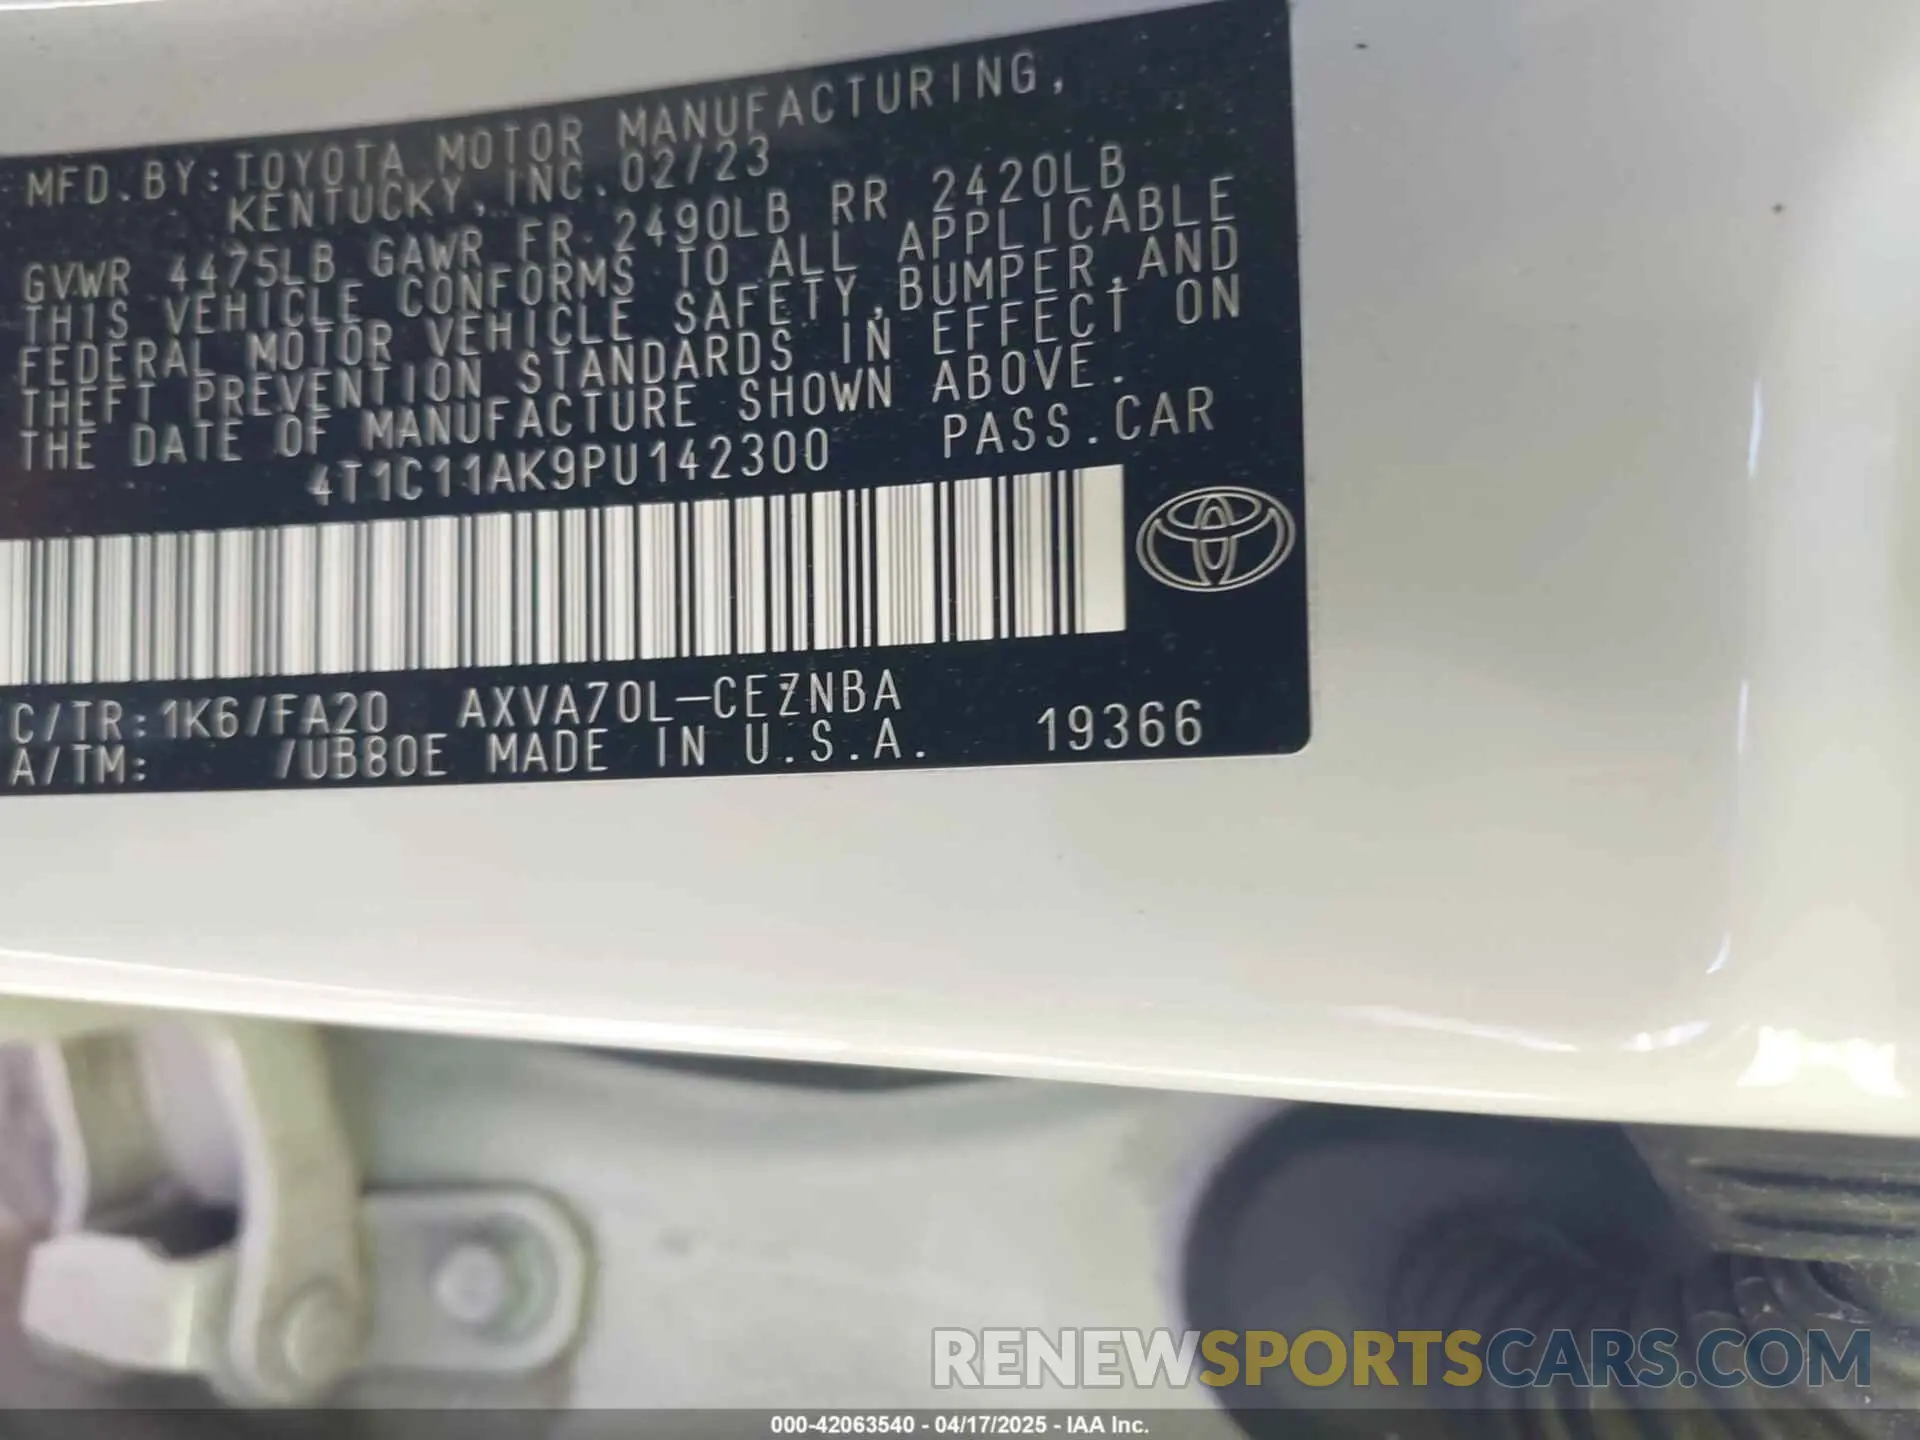 MFD.BY:TOYOTA MOTOR MANUFACTURING,
KENTUCKY, INC.02/23
GVWR 4475LB GAWR FR 2490LB RR 2420LB
THIS VEHICLE CONFORMS TO ALL APPLICABLE
FEDERAL MOTOR VEHICLE SAFETY,BUMPER,AND
THEFT PREVENTION STANDARDS IN EFFECT ON
THE DATE OF MANUFACTURE SHOWN ABOVE.
4T1C11AK9PU142300 PASS.CAR
C/TR:1K6/FA20 AXVA70L-CEZNBA
A/TM: /UB80E MADE IN U.S.A. 19366
RENEWSPORTSCARS.COM
000-42063540 - 04/17/2025 - IAA Inc.